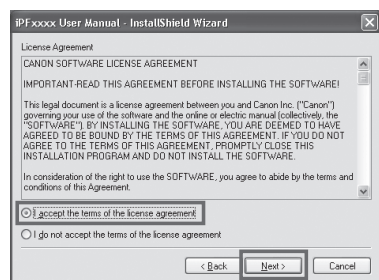 iPFxxxx User Manual - InstallShield Wizard
License Agreement
CANON SOFTWARE LICENSE AGREEMENT
IMPORTANT-READ THIS AGREEMENT BEFORE INSTALLING THE SOFTWARE!
This legal document is a license agreement between you and Canon Inc. ("Canon")
governing your use of the software and the online or electric manual (collectively, the
"SOFTWARE"). BY INSTALLING THE SOFTWARE, YOU ARE DEEMED TO HAVE
AGREED TO BE BOUND BY THE TERMS OF THIS AGREEMENT. IF YOU DO NOT
AGREE TO THE TERMS OF THIS AGREEMENT, PROMPTLY CLOSE THIS
INSTALLATION PROGRAM AND DO NOT INSTALL THE SOFTWARE.
In consideration of the right to use the SOFTWARE, you agree to abide by the terms and
conditions of this Agreement.
I accept the terms of the license agreement
I do not accept the terms of the license agreement
< Back Next > Cancel